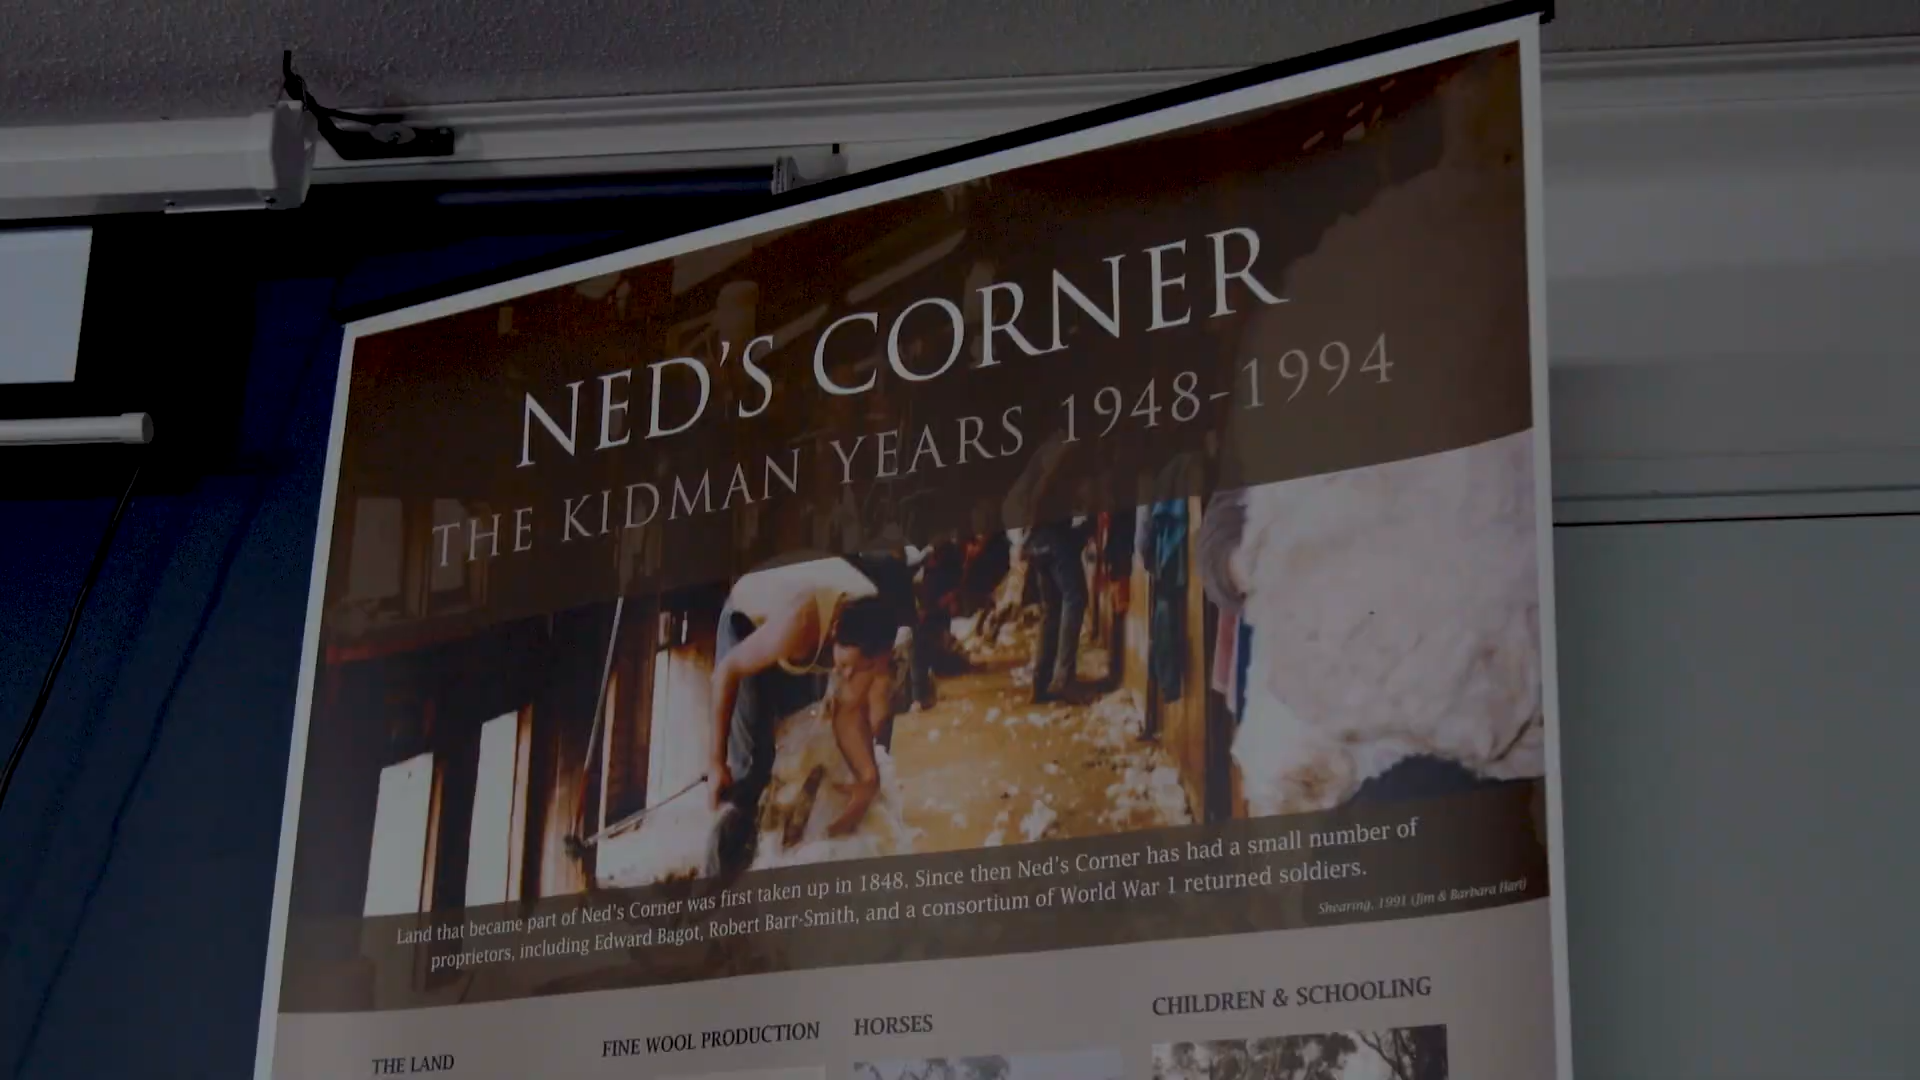 NED'S CORNER
THE KIDMAN YEARS 1948-1994
Land that became part of Ned's Corner was first taken up in 1848. Since then Ned's Corner has had a small number of
proprietors, including Edward Bagot, Robert Barr-Smith, and a consortium of World War 1 returned soldiers.
Shearing, 1991 (Jim & Barbara Hart)
THE LAND
FINE WOOL PRODUCTION
HORSES
CHILDREN & SCHOOLING